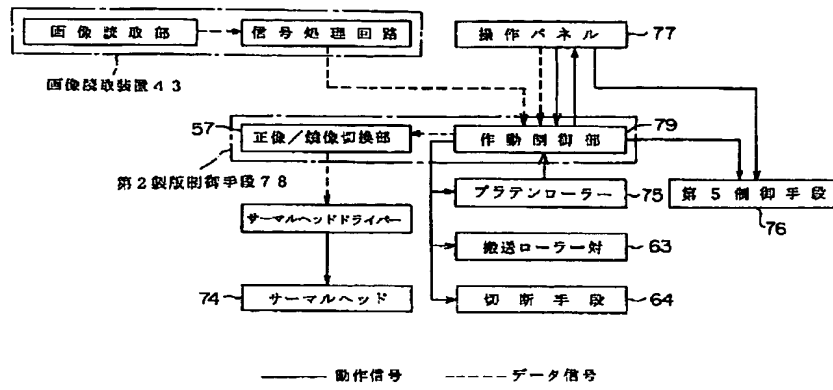 画像読取部
信号処理回路
操作パネル
77
画像読取装置43
57
正像/鏡像切換部
作動制御部
79
第2製版制御手段78
プラテンローラー
75
第5制御手段
76
サーマルヘッドドライバー
搬送ローラー対
63
74
サーマルヘッド
切断手段
64
動作信号
データ信号